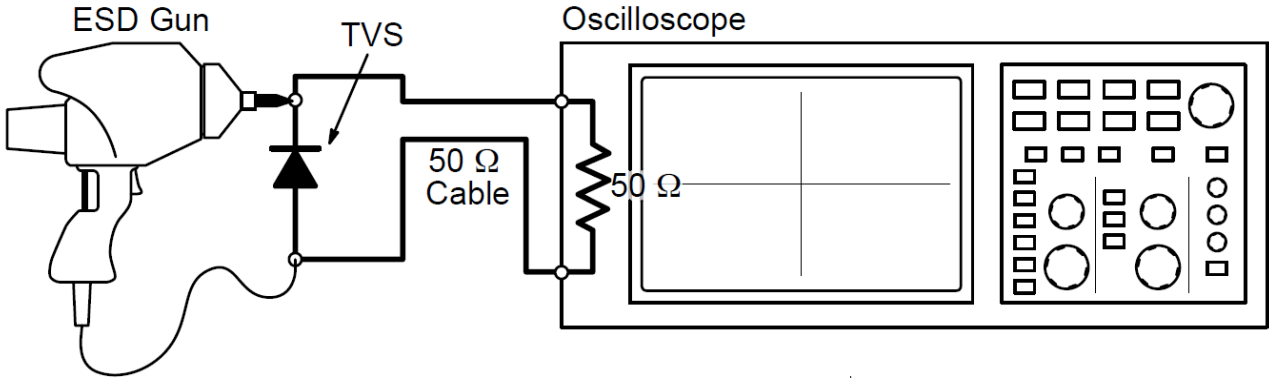 ESD Gun
TVS
Oscilloscope
50 Ω
Cable
50 Ω